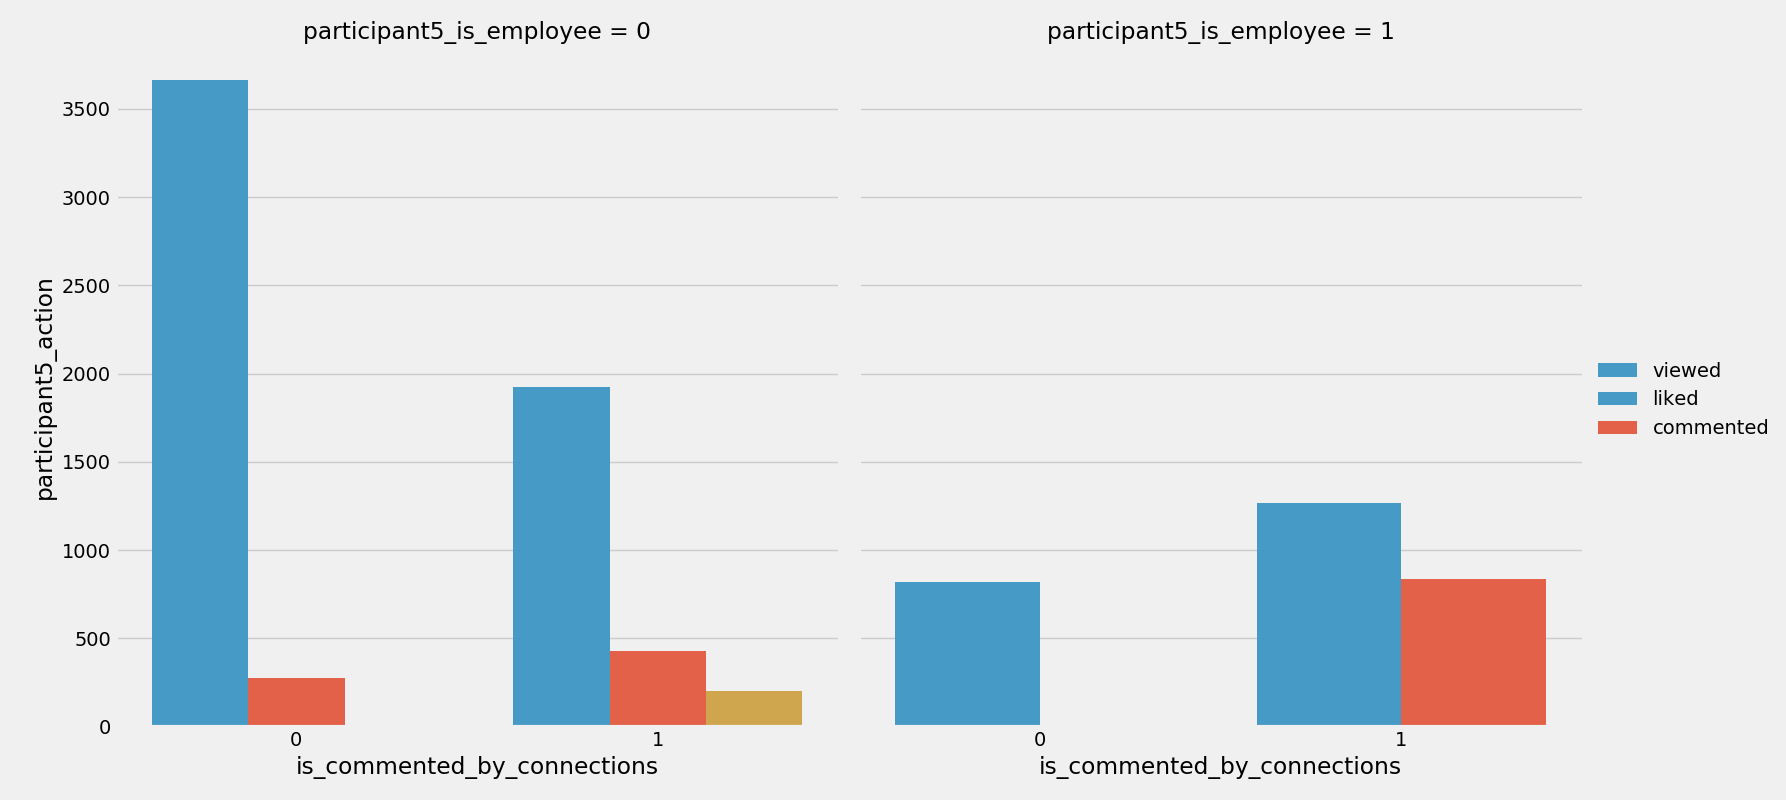 participant5_is_employee = 0
participant5_is_employee = 1
participant5_action
3500
3000
2500
2000
1500
1000
500
0
0
1
is_commented_by_connections
0
1
is_commented_by_connections
viewed
liked
commented